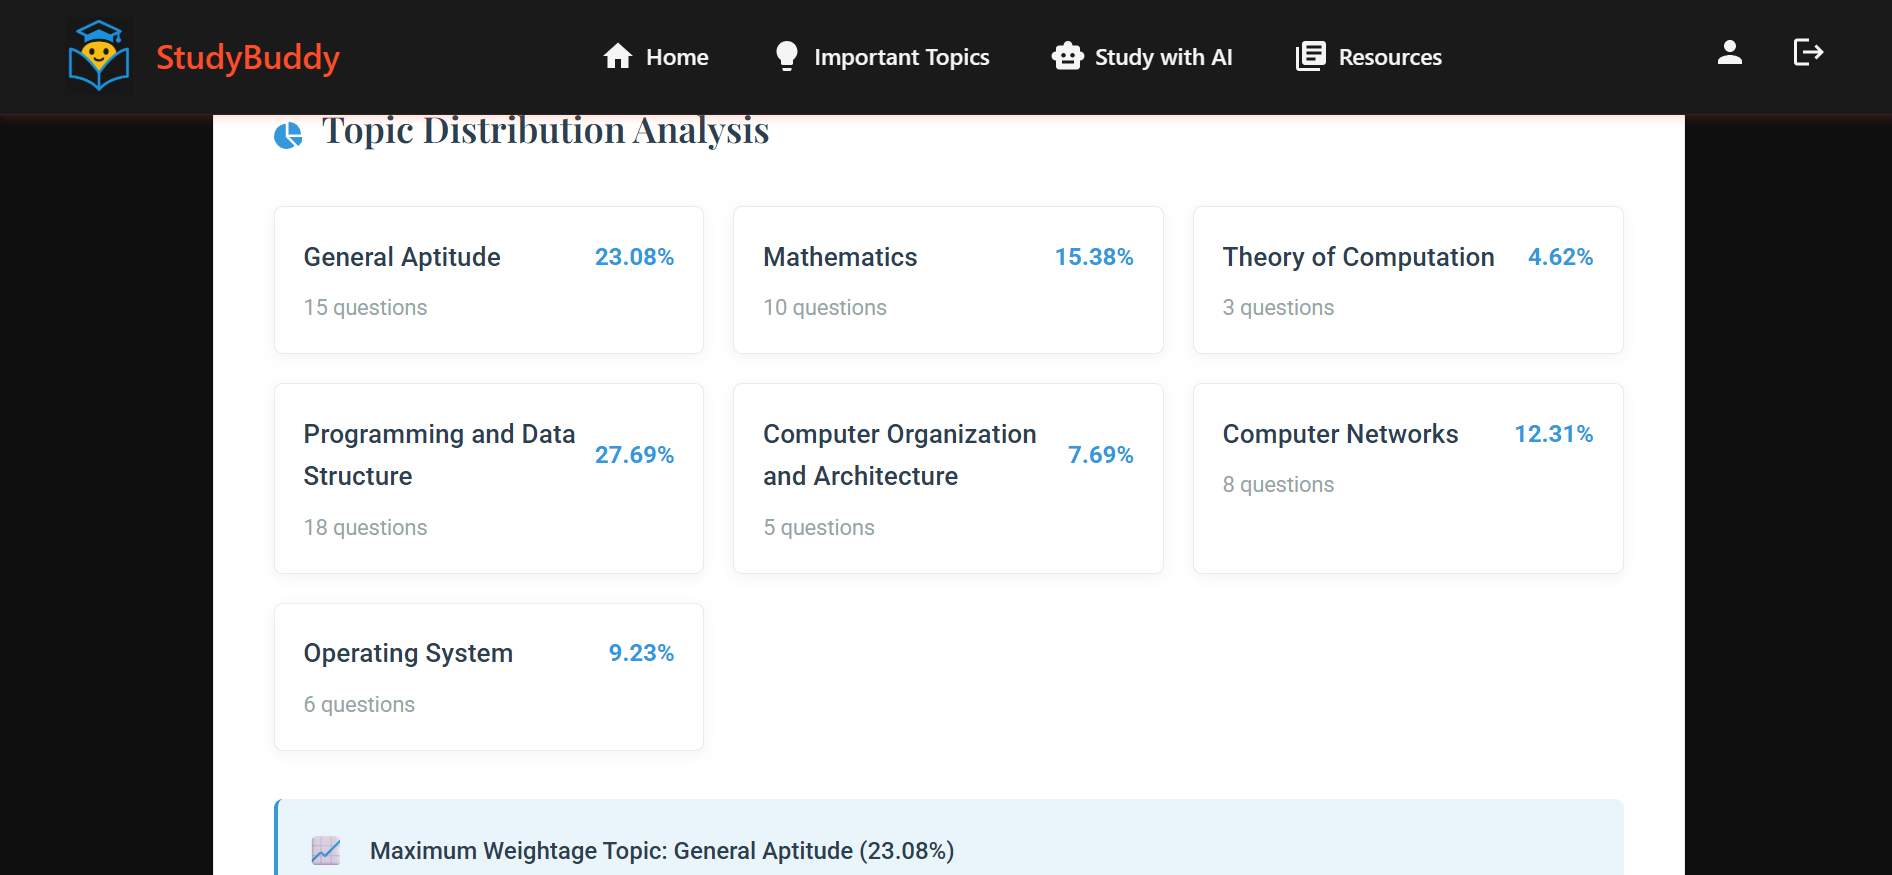 StudyBuddy
Home
Important Topics
Study with AI
Resources
Topic Distribution Analysis
General Aptitude
23.08%
15 questions
Mathematics
15.38%
10 questions
Theory of Computation
4.62%
3 questions
Programming and Data
Structure
27.69%
18 questions
Computer Organization
and Architecture
7.69%
5 questions
Computer Networks
12.31%
8 questions
Operating System
9.23%
6 questions
Maximum Weightage Topic: General Aptitude (23.08%)